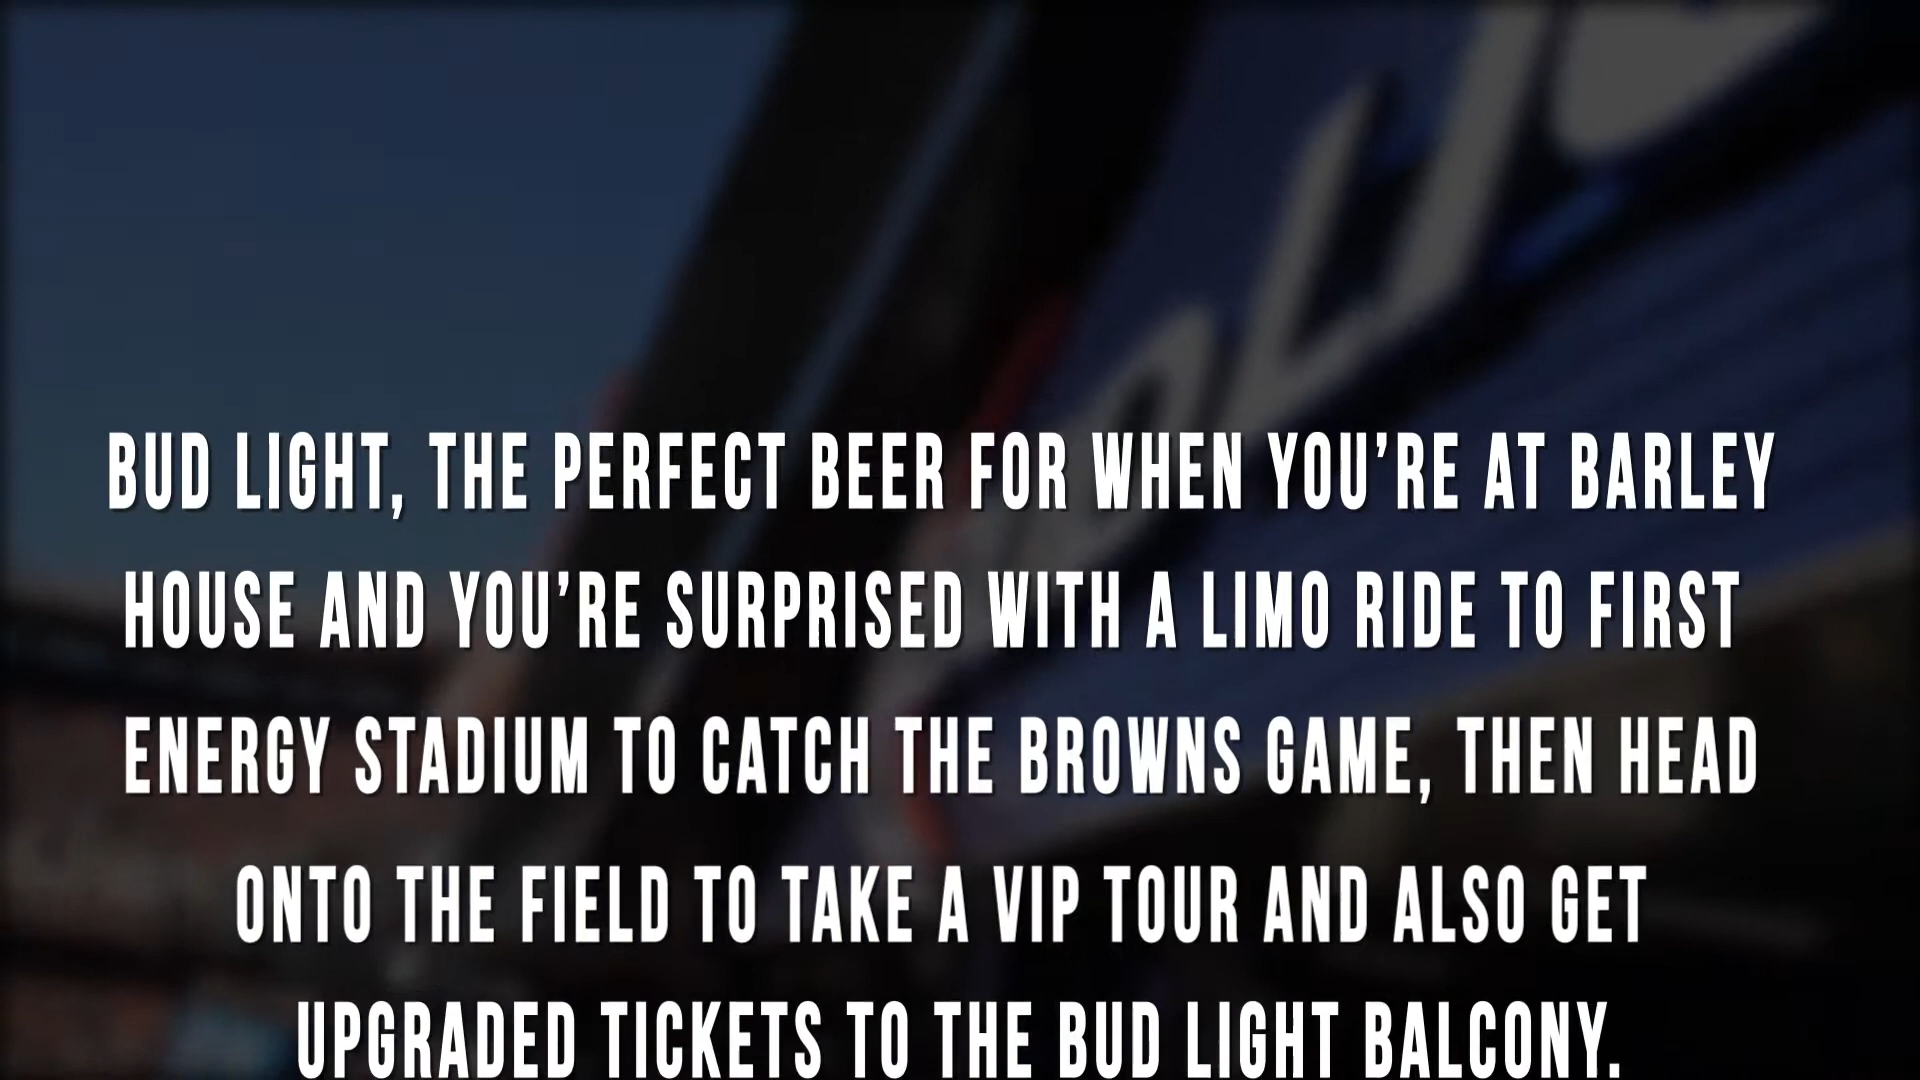 BUD LIGHT, THE PERFECT BEER FOR WHEN YOU’RE AT BARLEY
HOUSE AND YOU’RE SURPRISED WITH A LIMO RIDE TO FIRST
ENERGY STADIUM TO CATCH THE BROWNS GAME, THEN HEAD
ONTO THE FIELD TO TAKE A VIP TOUR AND ALSO GET
UPGRADED TICKETS TO THE BUD LIGHT BALCONY.